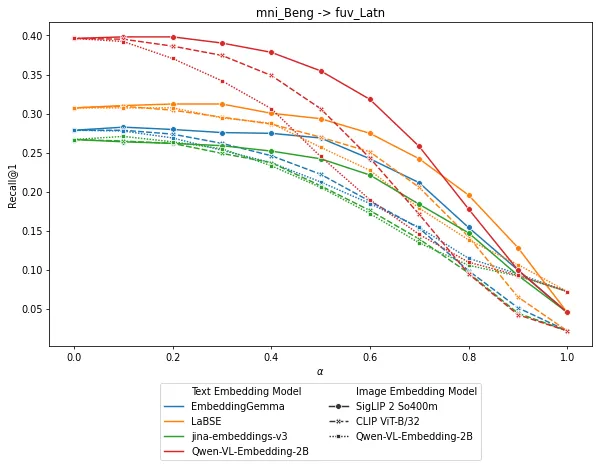 mni_Beng -> fuv_Latn
Recall@1
0.40
0.35
0.30
0.25
0.20
0.15
0.10
0.05
0.0 0.2 0.4 0.6 0.8 1.0
α
Text Embedding Model
EmbeddingGemma
LaBSE
jina-embeddings-v3
Qwen-VL-Embedding-2B
Image Embedding Model
SigLIP 2 So400m
CLIP ViT-B/32
Qwen-VL-Embedding-2B